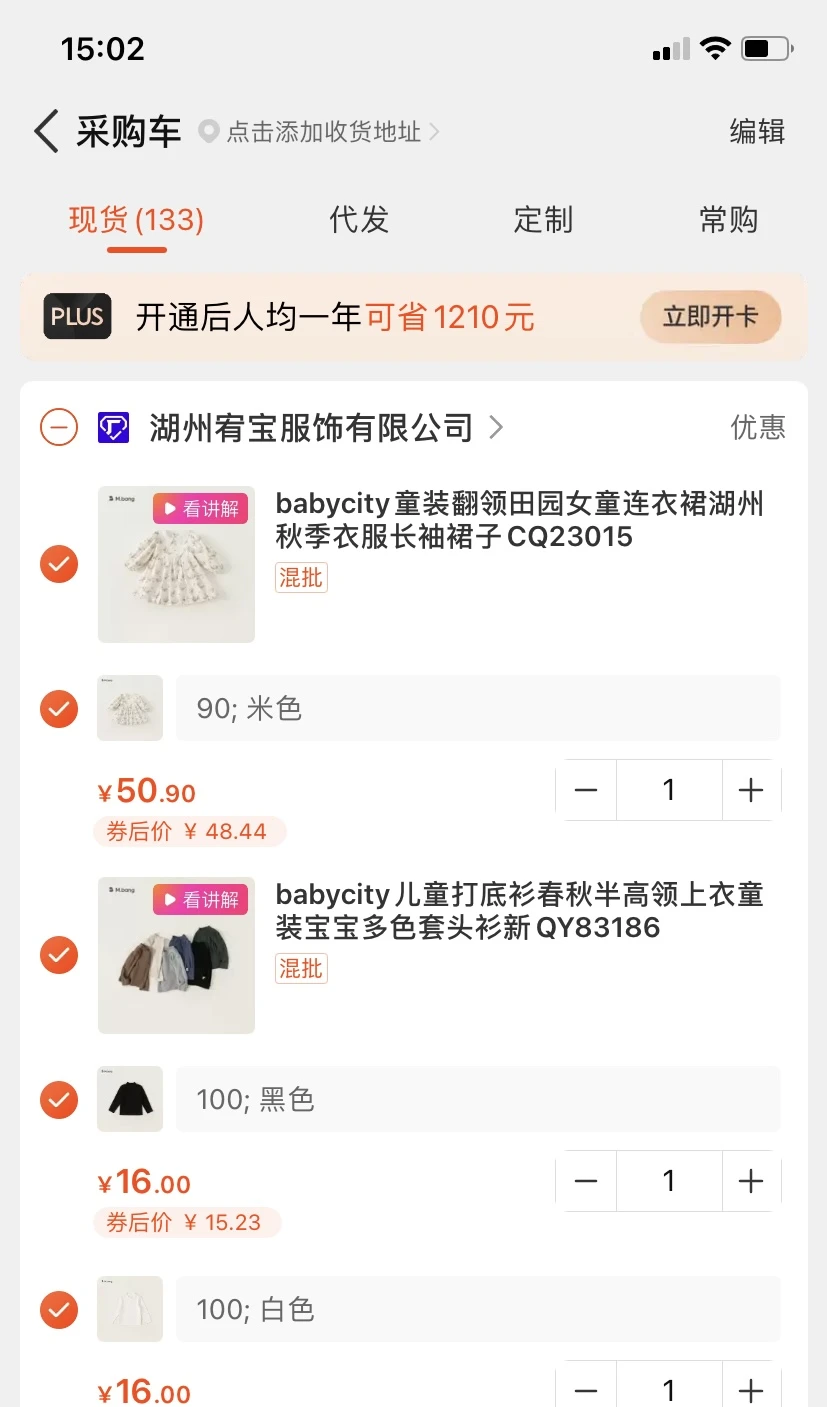 15:02
采购车 点击添加收货地址
编辑
现货(133)
代发
定制
常购
PLUS 开通后人均一年可省1210元 立即开卡
湖州宥宝服饰有限公司
优惠
M.bang
看讲解
babycity童装翻领田园女童连衣裙湖州
秋季衣服长袖裙子CQ23015
混批
90; 米色
¥50.90
1
券后价 ¥ 48.44
M.bang
看讲解
babycity儿童打底衫春秋半高领上衣童
装宝宝多色套头衫新QY83186
混批
100; 黑色
¥16.00
1
券后价 ¥ 15.23
100; 白色
¥16.00
1